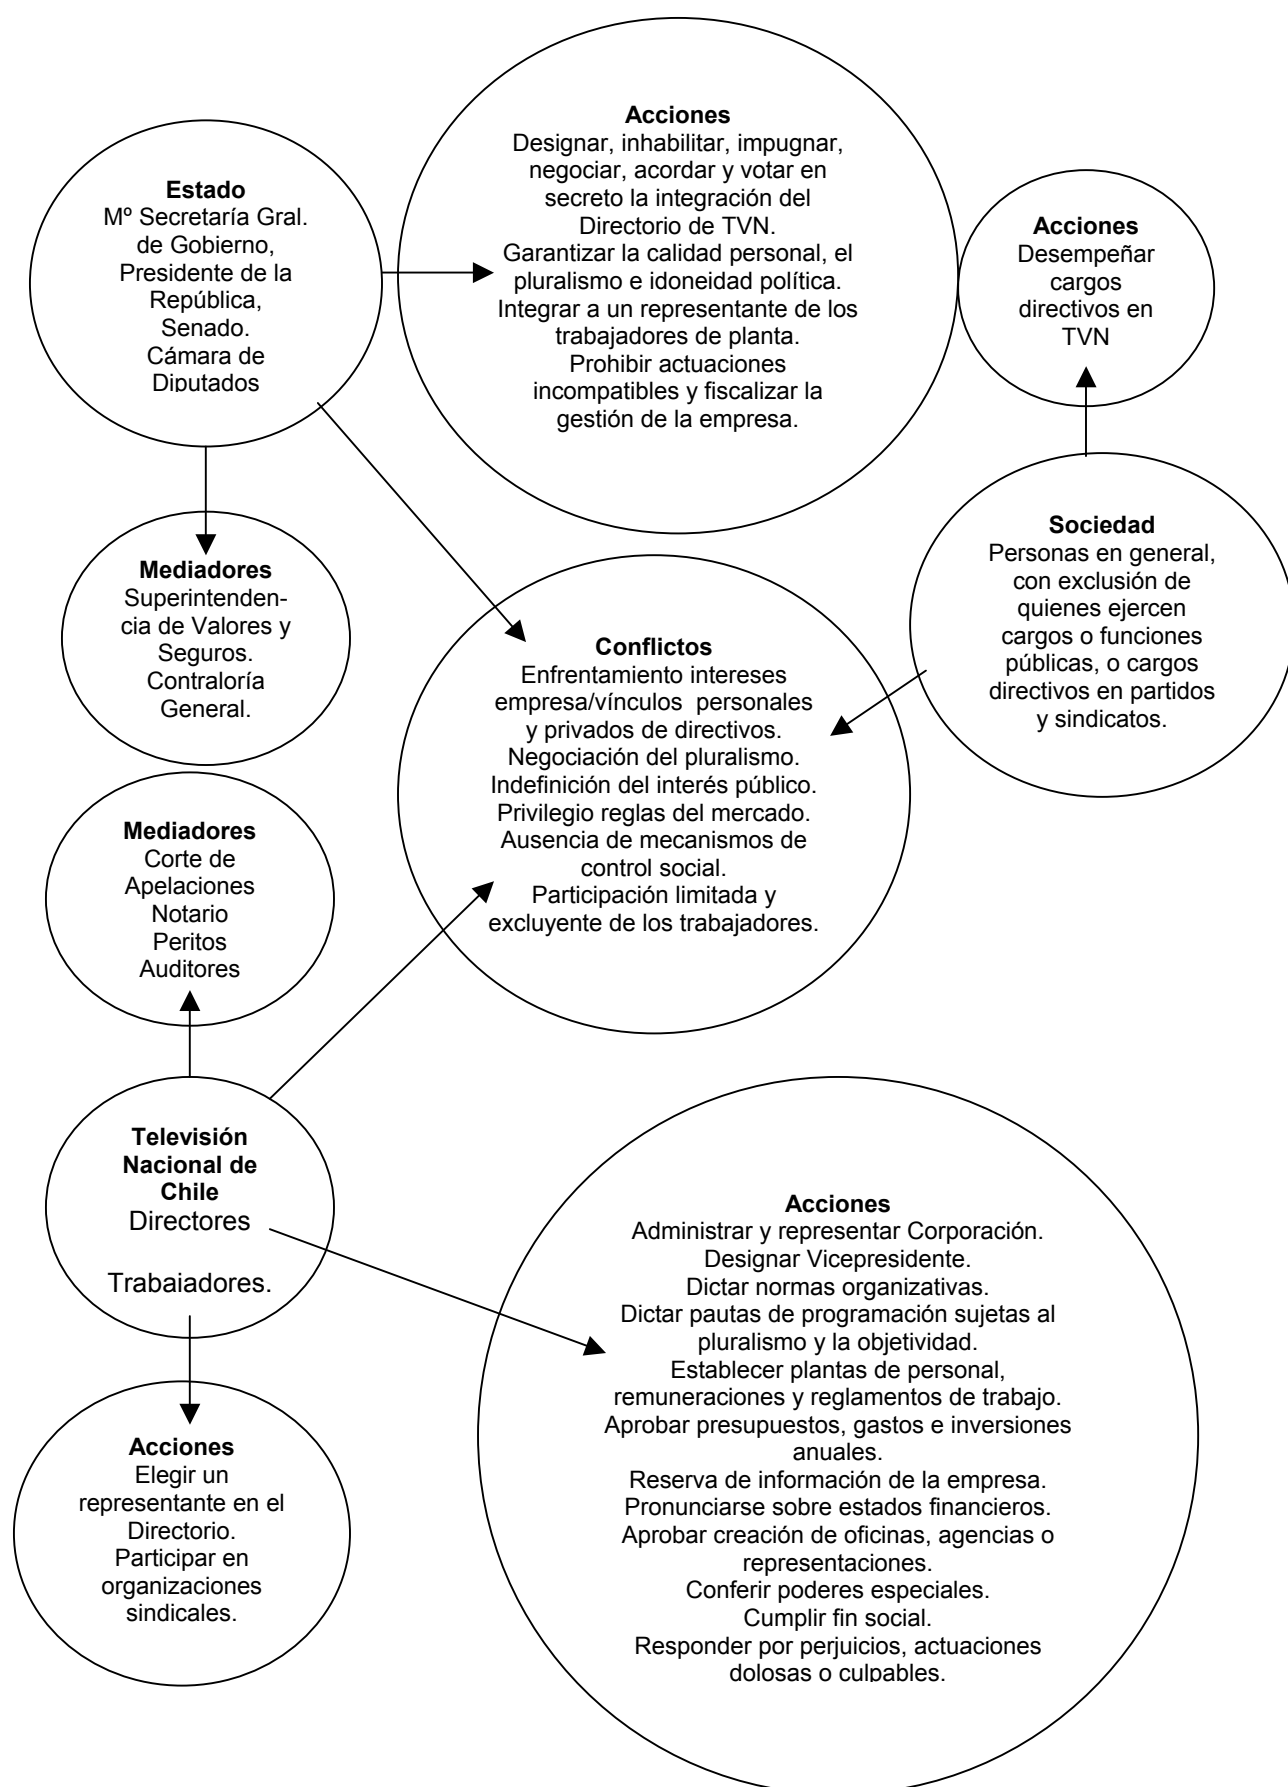 Acciones
Designar, inhabilitar, impugnar,
negociar, acordar y votar en
secreto la integración del
Directorio de TVN.
Garantizar la calidad personal, el
pluralismo e idoneidad política.
Integrar a un representante de los
trabajadores de planta.
Prohibir actuaciones
incompatibles y fiscalizar la
gestión de la empresa.
Estado
Mº Secretaría Gral.
de Gobierno,
Presidente de la
República,
Senado.
Cámara de
Diputados
Acciones
Desempeñar
cargos
directivos en
TVN
Sociedad
Personas en general,
con exclusión de
quienes ejercen
cargos o funciones
públicas, o cargos
directivos en partidos
y sindicatos.
Mediadores
Superintenden-
cia de Valores y
Seguros.
Contraloría
General.
Conflictos
Enfrentamiento intereses
empresa/vínculos personales
y privados de directivos.
Negociación del pluralismo.
Indefinición del interés público.
Privilegio reglas del mercado.
Ausencia de mecanismos de
control social.
Participación limitada y
excluyente de los trabajadores.
Mediadores
Corte de
Apelaciones
Notario
Peritos
Auditores
Televisión
Nacional de
Chile
Directores
Trabajadores.
Acciones
Administrar y representar Corporación.
Designar Vicepresidente.
Dictar normas organizativas.
Dictar pautas de programación sujetas al
pluralismo y la objetividad.
Establecer plantas de personal,
remuneraciones y reglamentos de trabajo.
Aprobar presupuestos, gastos e inversiones
anuales.
Reserva de información de la empresa.
Pronunciarse sobre estados financieros.
Aprobar creación de oficinas, agencias o
representaciones.
Conferir poderes especiales.
Cumplir fin social.
Responder por perjuicios, actuaciones
dolosas o culpables.
Acciones
Elegir un
representante en el
Directorio.
Participar en
organizaciones
sindicales.